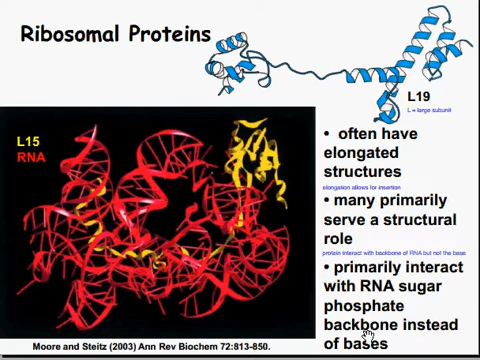 Ribosomal Proteins
L19
L = large subunit
L15
RNA
• often have
elongated
structures
elongation allows for insertion
• many primarily
serve a structural
role
protein interact with backbone of RNA but not the base
• primarily interact
with RNA sugar
phosphate
backbone instead
of bases
Moore and Steitz (2003) Ann Rev Biochem 72:813-850.